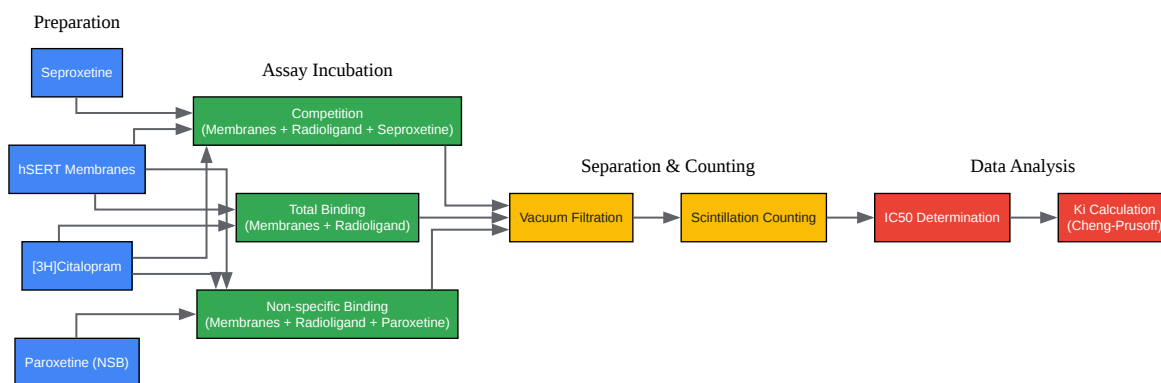 Preparation
Seproxetine
hSERT Membranes
[3H]Citalopram
Paroxetine (NSB)
Assay Incubation
Competition
(Membranes + Radioligand + Seproxetine)
Total Binding
(Membranes + Radioligand)
Non-specific Binding
(Membranes + Radioligand + Paroxetine)
Separation & Counting
Vacuum Filtration
Scintillation Counting
Data Analysis
IC50 Determination
Ki Calculation
(Cheng-Prusoff)